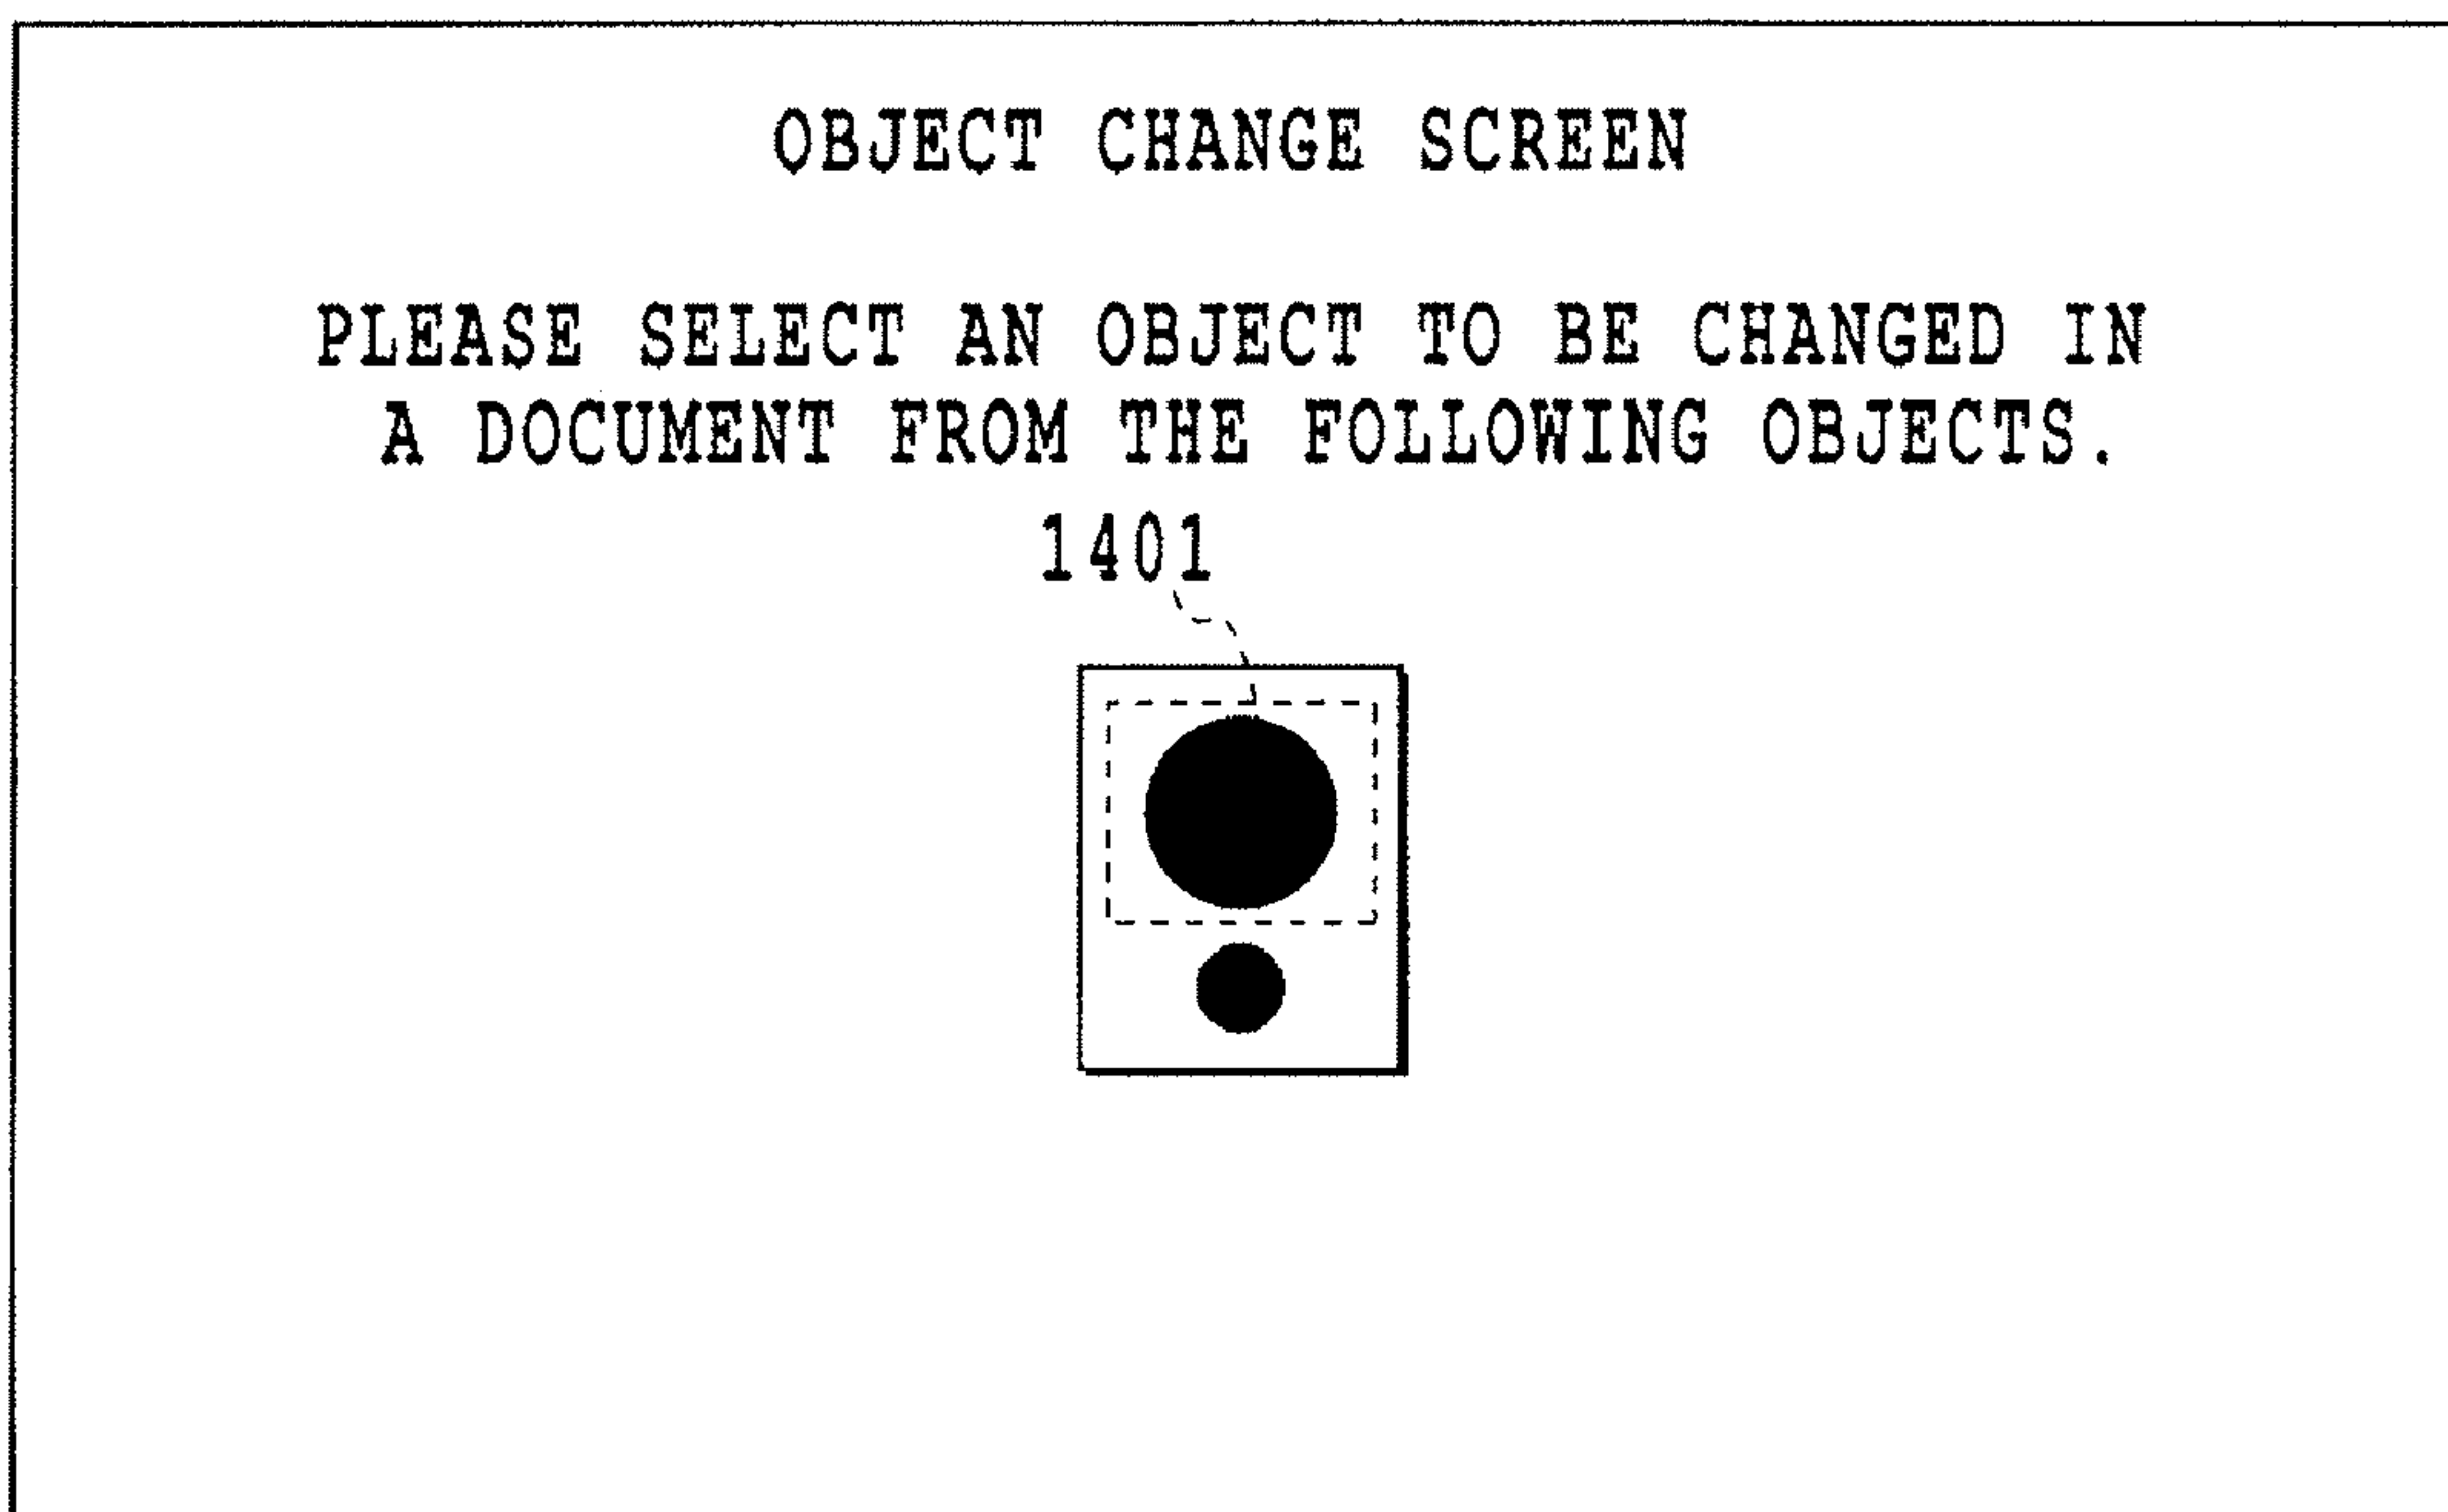 OBJECT CHANGE SCREEN
PLEASE SELECT AN OBJECT TO BE CHANGED IN
A DOCUMENT FROM THE FOLLOWING OBJECTS.
1401